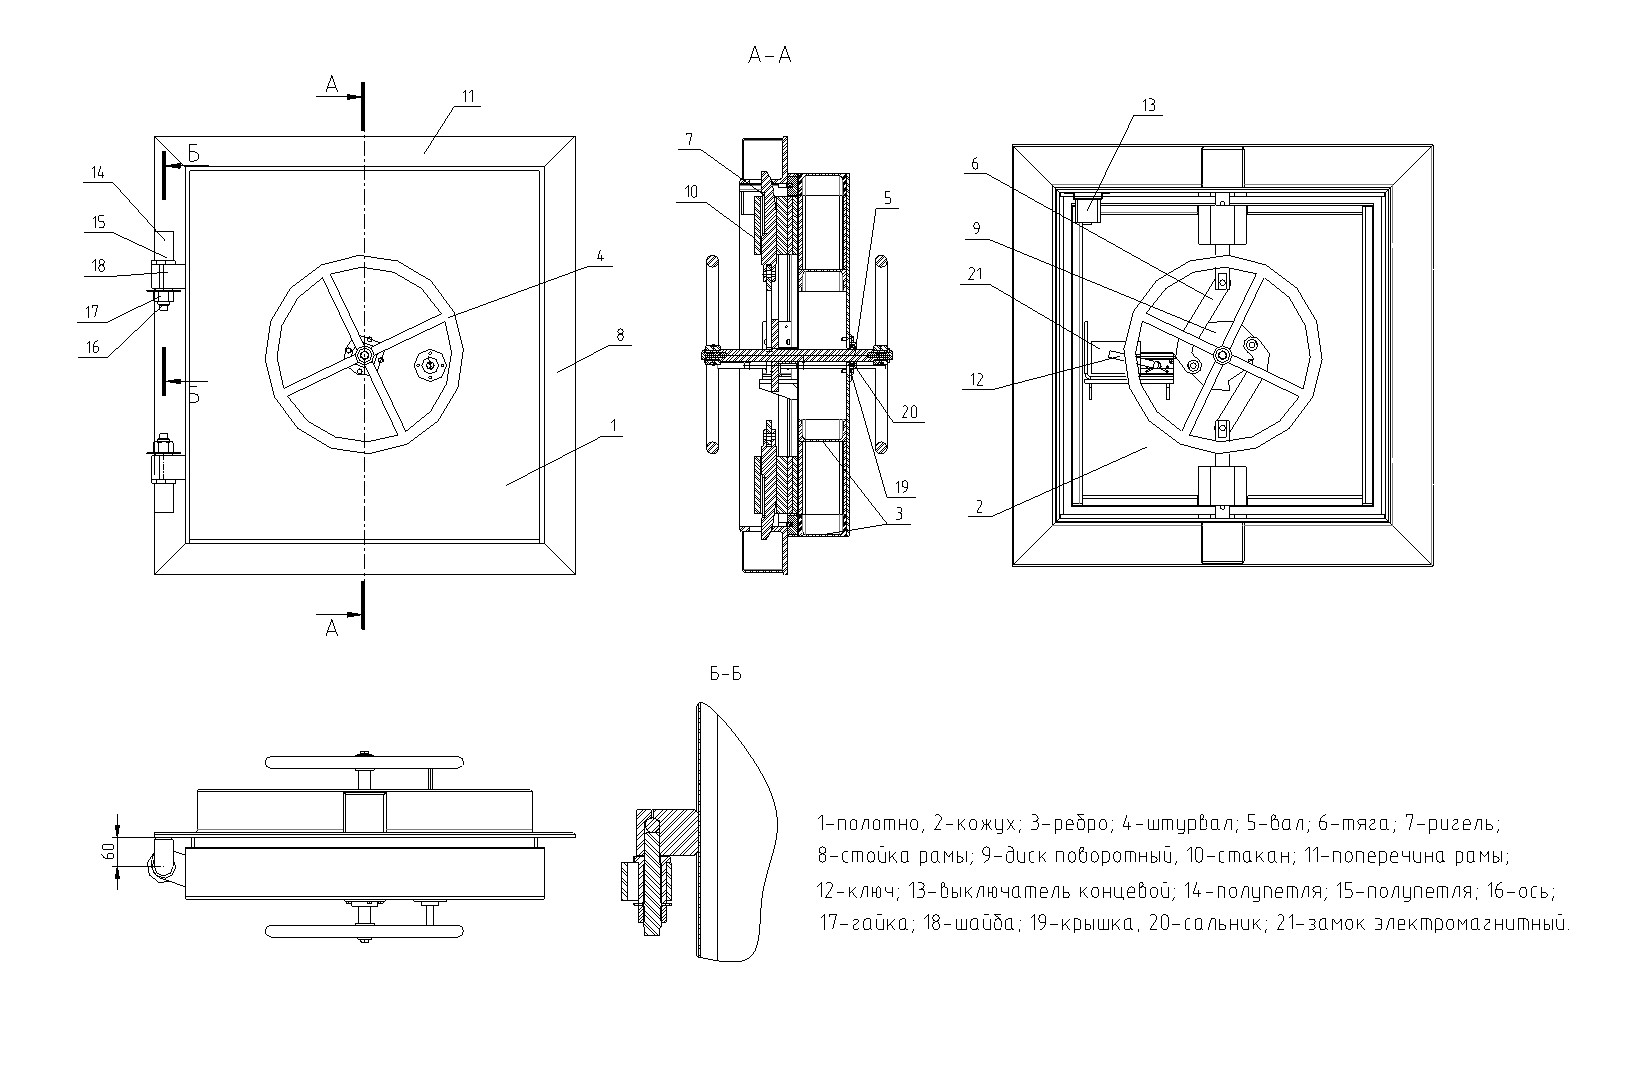 А-А
А
11
Б
14
15
18
17
16
4
8
1
Б
А
7
10
5
20
19
3
13
6
9
21
12
2
Б-Б
60
1-полотно, 2-кожух; 3-ребро; 4-штурвал; 5-вал; 6-тяга; 7-ригель;
8-стойка рамы; 9-диск поворотный, 10-стакан; 11-поперечина рамы;
12-ключ; 13-выключатель концевой; 14-полупетля; 15-полупетля; 16-ось;
17-гайка; 18-шайба; 19-крышка, 20-сальник; 21-замок электромагнитный.